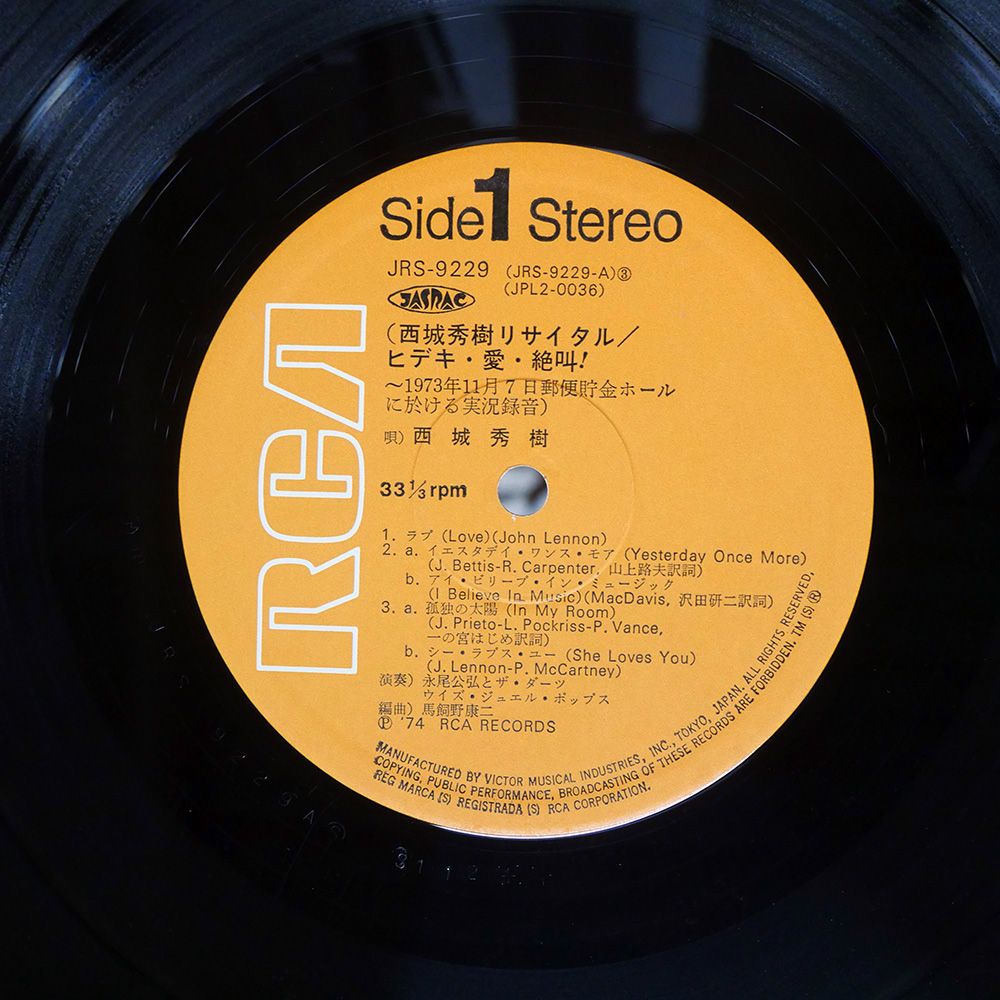 Side 1 Stereo
JRS-9229 (JRS-9229-A)③
JASRAC (JPL2-0036)
(西城秀樹リサイタル/
ヒデキ・愛・絶叫!
~1973年11月7日郵便貯金ホール
に於ける実況録音)
唄) 西城秀樹
33 1/3 rpm
RCA
1. ラブ (Love)(John Lennon)
2. a. イエスタデイ・ワンス・モア (Yesterday Once More)
(J. Bettis-R. Carpenter, 山上路夫訳詞)
b. アイ・ビリーブ・イン・ミュージック
(I Believe In Music)(MacDavis, 沢田研二訳詞)
3. a. 孤独の太陽 (In My Room)
(J. Prieto-L. Pockriss-P. Vance,
一の宮はじめ訳詞)
b. シー・ラブス・ユー (She Loves You)
(J. Lennon-P. McCartney)
演奏) 永尾公弘とザ・ダーツ
ウイズ・ジュエル・ポップス
編曲) 馬飼野康二
Ⓟ '74 RCA RECORDS
MANUFACTURED BY VICTOR MUSICAL INDUSTRIES, INC., TOKYO, JAPAN. ALL RIGHTS RESERVED,
COPYING, PUBLIC PERFORMANCE, BROADCASTING OF THESE RECORDS ARE FORBIDDEN. TM (S) ®
REG MARCA (S) REGISTRADA (S) RCA CORPORATION.